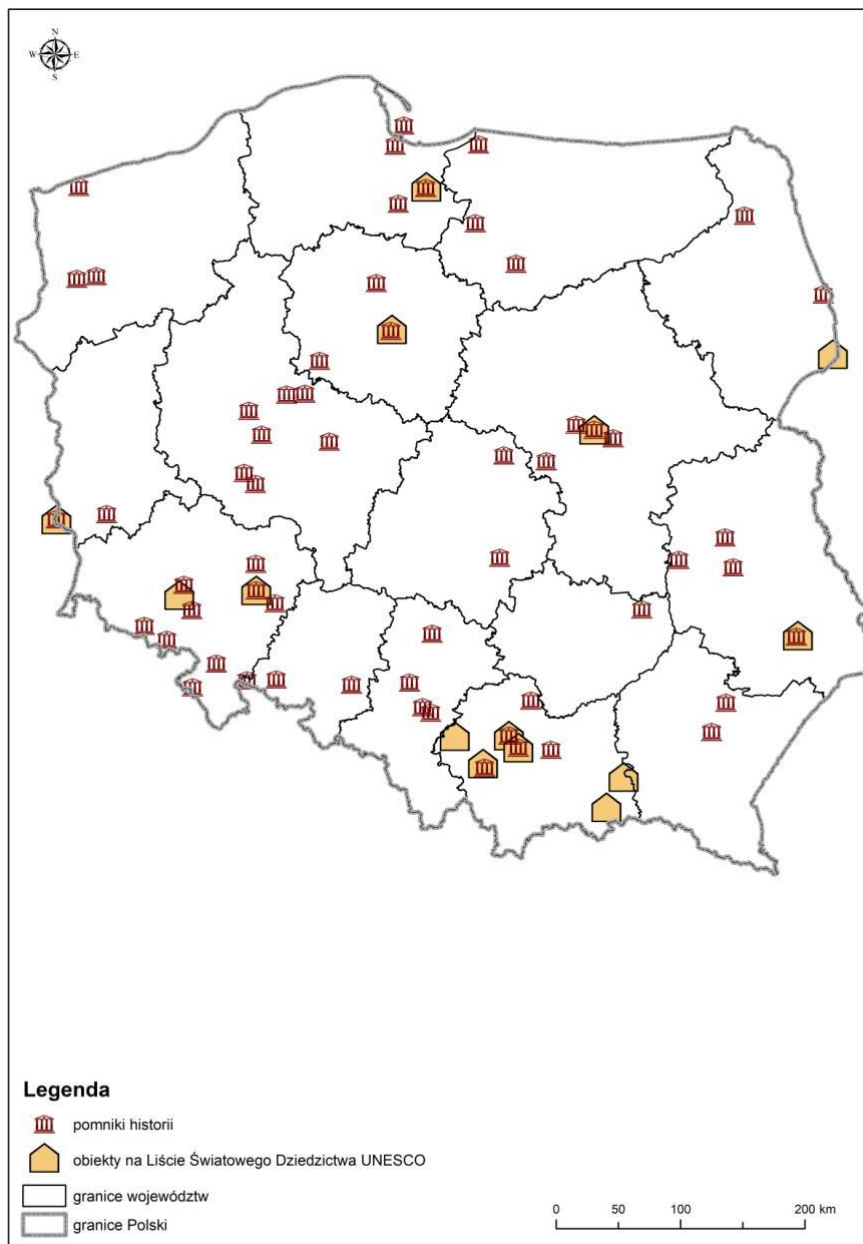 N
W E
S
Legenda
pomniki historii
obiekty na Liście Światowego Dziedzictwa UNESCO
granice województw
granice Polski
0 50 100 200 km